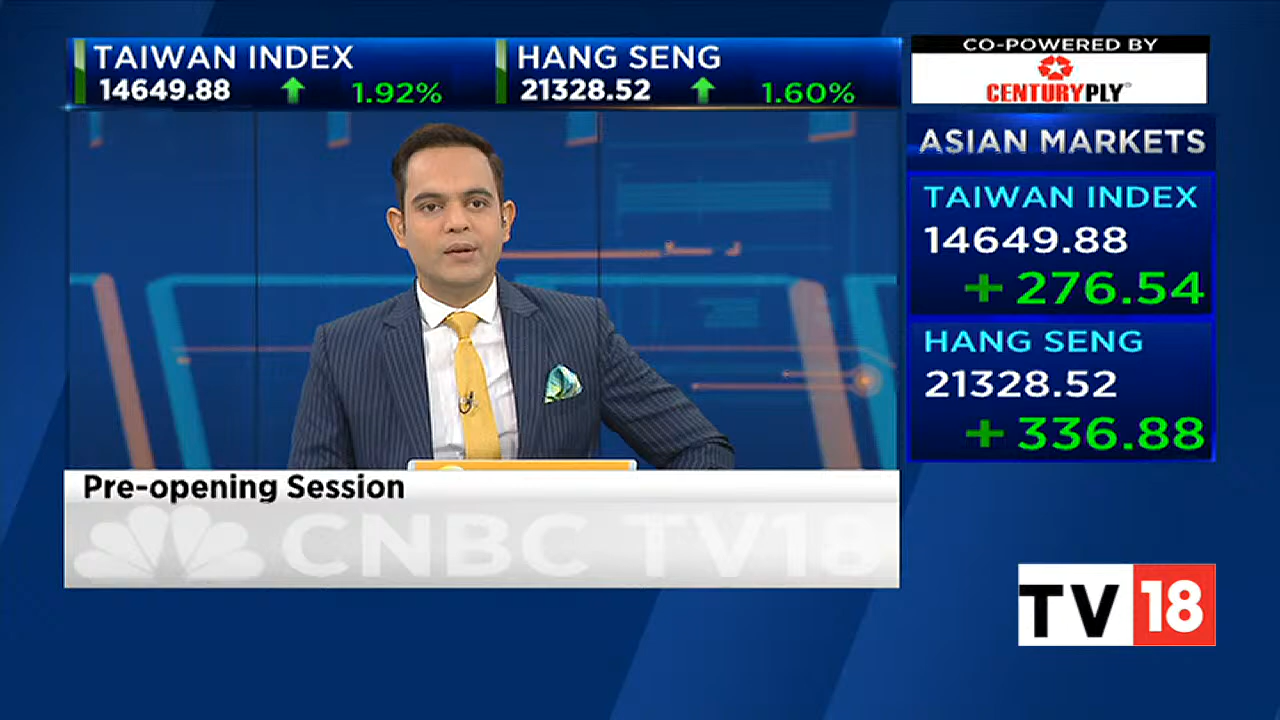 TAIWAN INDEX
14649.88 1.92%
HANG SENG
21328.52 1.60%
CO-POWERED BY
CENTURYPLY
ASIAN MARKETS
TAIWAN INDEX
14649.88
+ 276.54
HANG SENG
21328.52
+ 336.88
Pre-opening Session
CNBC TV18
TV18